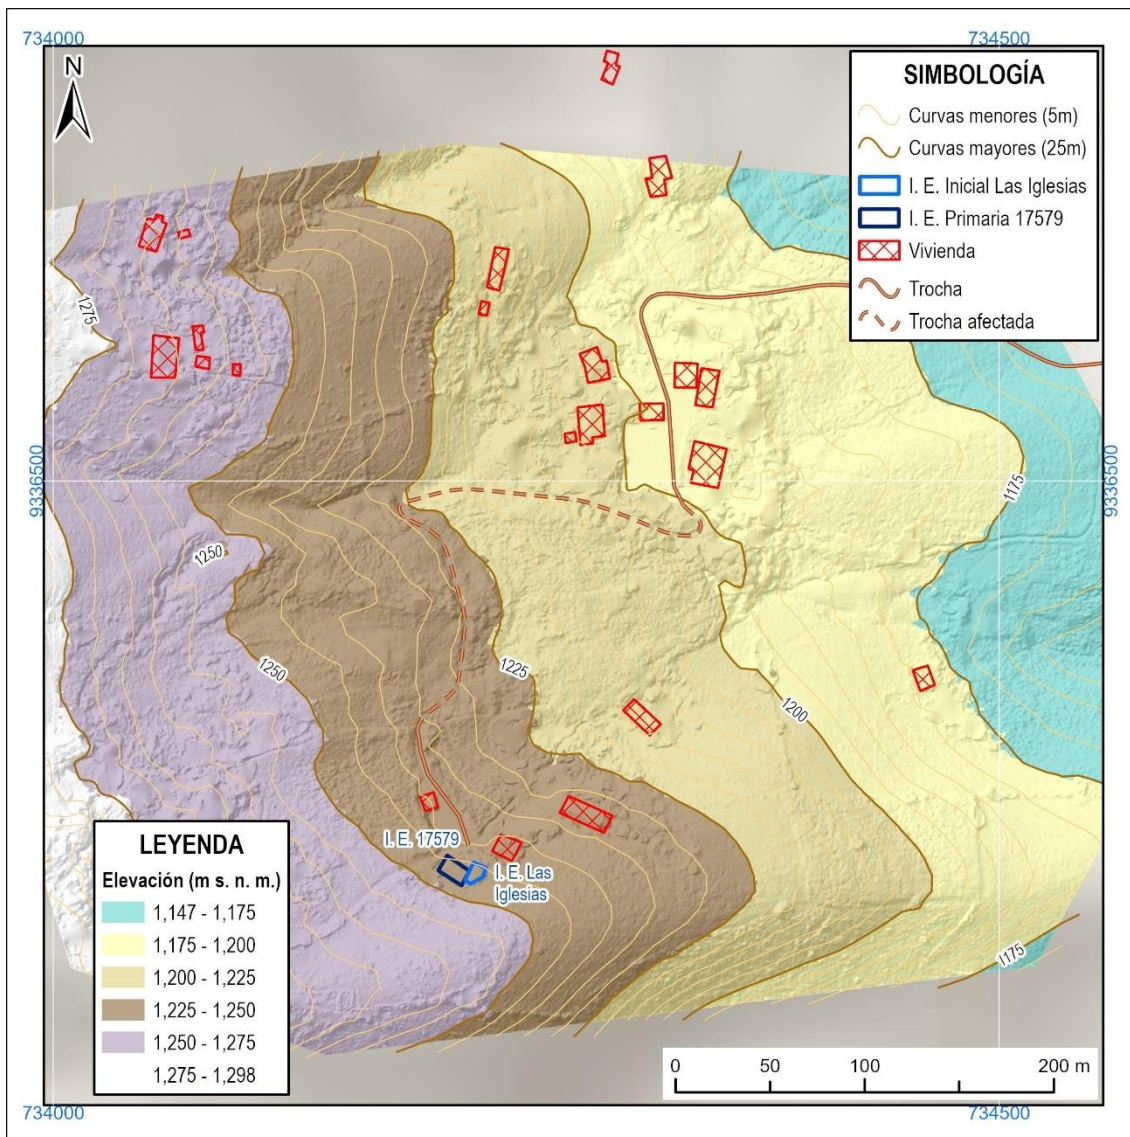 734000
734500
N
SIMBOLOGÍA
Curvas menores (5m)
Curvas mayores (25m)
I. E. Inicial Las Iglesias
I. E. Primaria 17579
Vivienda
Trocha
Trocha afectada
1275
9336500
9336500
1175
1250
1250
1225
1200
I. E. 17579
I. E. Las
Iglesias
1175
LEYENDA
Elevación (m s. n. m.)
1,147 - 1,175
1,175 - 1,200
1,200 - 1,225
1,225 - 1,250
1,250 - 1,275
1,275 - 1,298
0 50 100 200 m
734000
734500